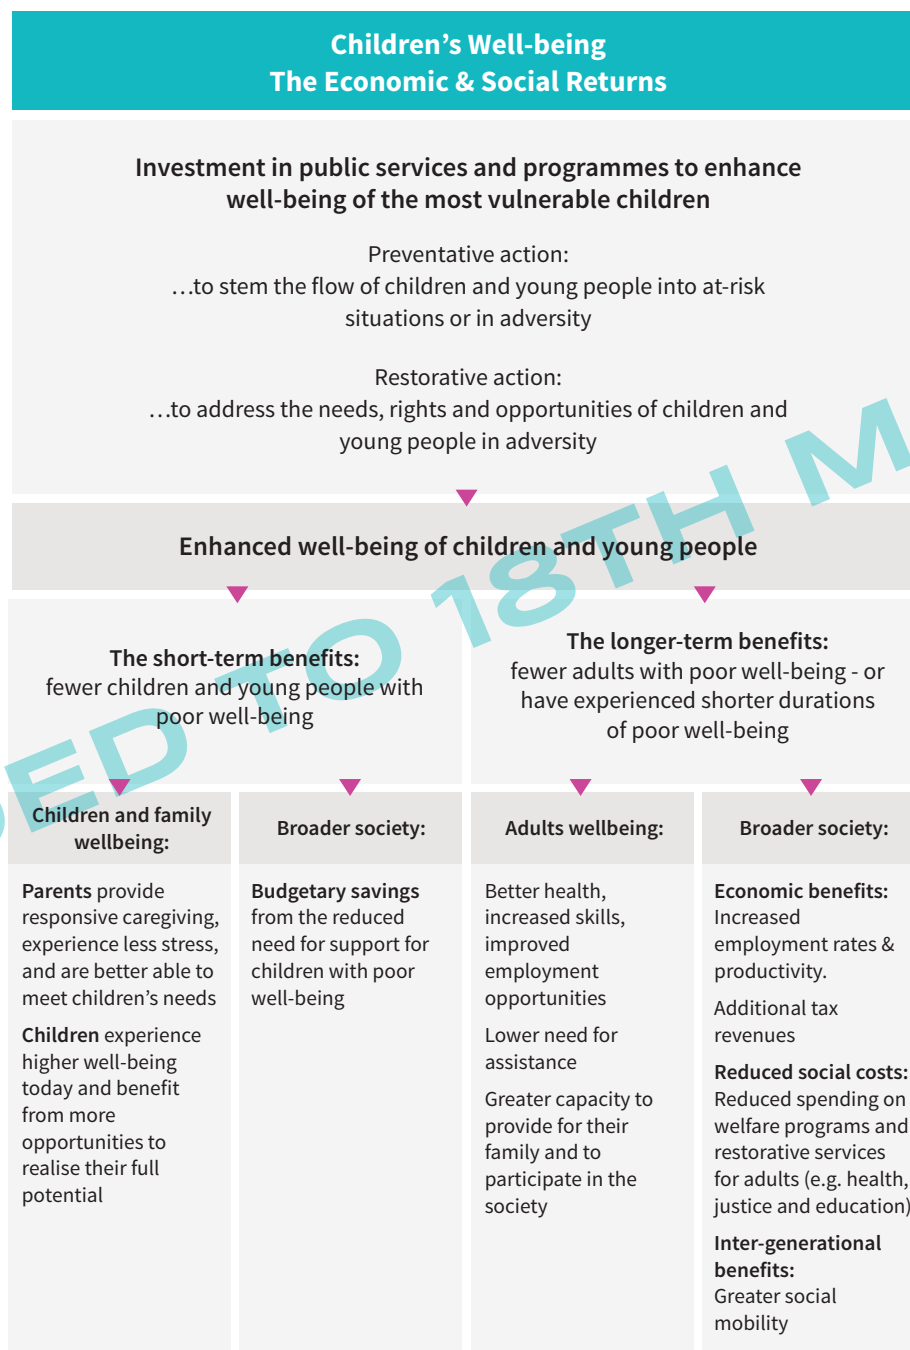 Children’s Well-being
The Economic & Social Returns
Investment in public services and programmes to enhance
well-being of the most vulnerable children
Preventative action:
…to stem the flow of children and young people into at-risk
situations or in adversity
Restorative action:
…to address the needs, rights and opportunities of children and
young people in adversity
Enhanced well-being of children and young people
The short-term benefits:
fewer children and young people with
poor well-being
The longer-term benefits:
fewer adults with poor well-being - or
have experienced shorter durations
of poor well-being
Children and family
wellbeing:
Parents provide
responsive caregiving,
experience less stress,
and are better able to
meet children’s needs
Children experience
higher well-being
today and benefit
from more
opportunities to
realise their full
potential
Broader society:
Budgetary savings
from the reduced
need for support for
children with poor
well-being
Adults wellbeing:
Better health,
increased skills,
improved
employment
opportunities
Lower need for
assistance
Greater capacity to
provide for their
family and to
participate in the
society
Broader society:
Economic benefits:
Increased
employment rates &
productivity.
Additional tax
revenues
Reduced social costs:
Reduced spending on
welfare programs and
restorative services
for adults (e.g. health,
justice and education)
Inter-generational
benefits:
Greater social
mobility
TO 18TH